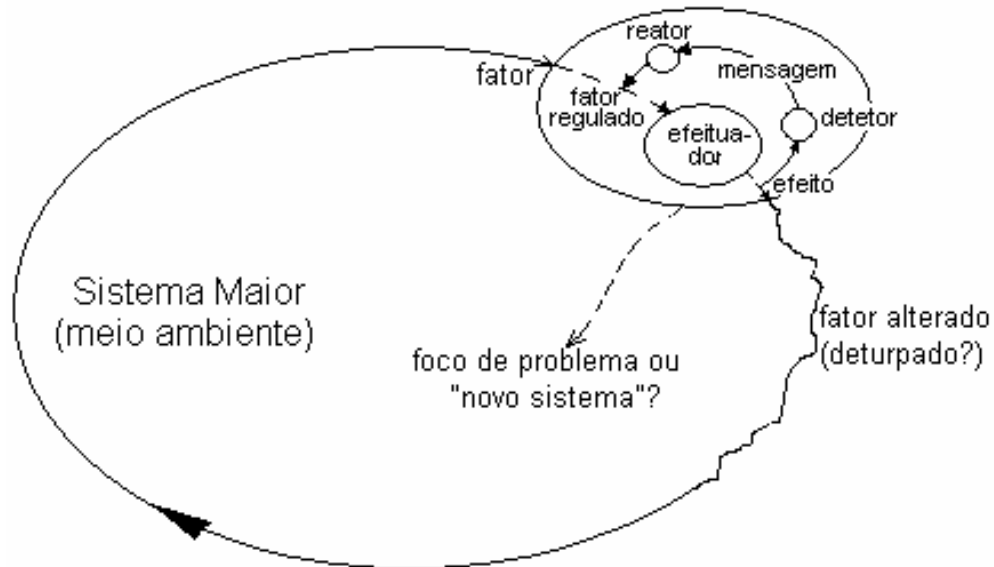 reator
mensagem
fator
fator
regulado
detetor
efeitua-
dor
efeito
Sistema Maior
(meio ambiente)
fator alterado
(deturpado?)
foco de problema ou
"novo sistema"?